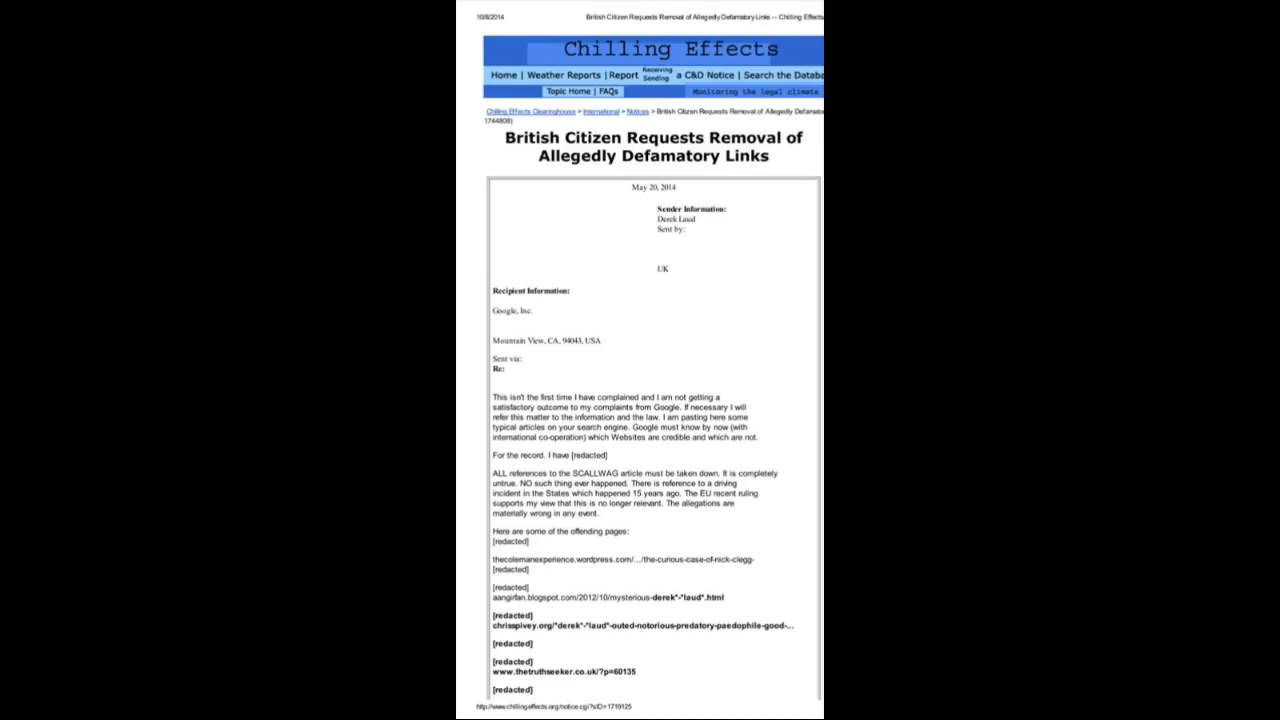 10/8/2014 British Citizen Requests Removal of Allegedly Defamatory Links -- Chilling Effects
Chilling Effects
Home | Weather Reports | Report Receiving Sending a C&D Notice | Search the Databa
Topic Home | FAQs Monitoring the legal climate
Chilling Effects Clearinghouse > International > Notices > British Citizen Requests Removal of Allegedly Defamator
1744808)
British Citizen Requests Removal of
Allegedly Defamatory Links
May 20, 2014
Sender Information:
Derek Laud
Sent by:
UK
Recipient Information:
Google, Inc.
Mountain View, CA, 94043, USA
Sent via:
Re:
This isn't the first time I have complained and I am not getting a
satisfactory outcome to my complaints from Google. If necessary I will
refer this matter to the information and the law. I am pasting here some
typical articles on your search engine. Google must know by now (with
international co-operation) which Websites are credible and which are not.
For the record. I have [redacted]
ALL references to the SCALLWAG article must be taken down. It is completely
untrue. NO such thing ever happened. There is reference to a driving
incident in the States which happened 15 years ago. The EU recent ruling
supports my view that this is no longer relevant. The allegations are
materially wrong in any event.
Here are some of the offending pages:
[redacted]
thecolemanexperience.wordpress.com/.../the-curious-case-of-nick-clegg-
[redacted]
[redacted]
aangirfan.blogspot.com/2012/10/mysterious-derek*-*laud*.html
[redacted]
chrisspivey.org/*derek*-*laud*-outed-notorious-predatory-paedophile-good-...
[redacted]
[redacted]
www.thetruthseeker.co.uk/?p=60135
[redacted]
http://www.chillingeffects.org/notice.cgi?sID=1719125